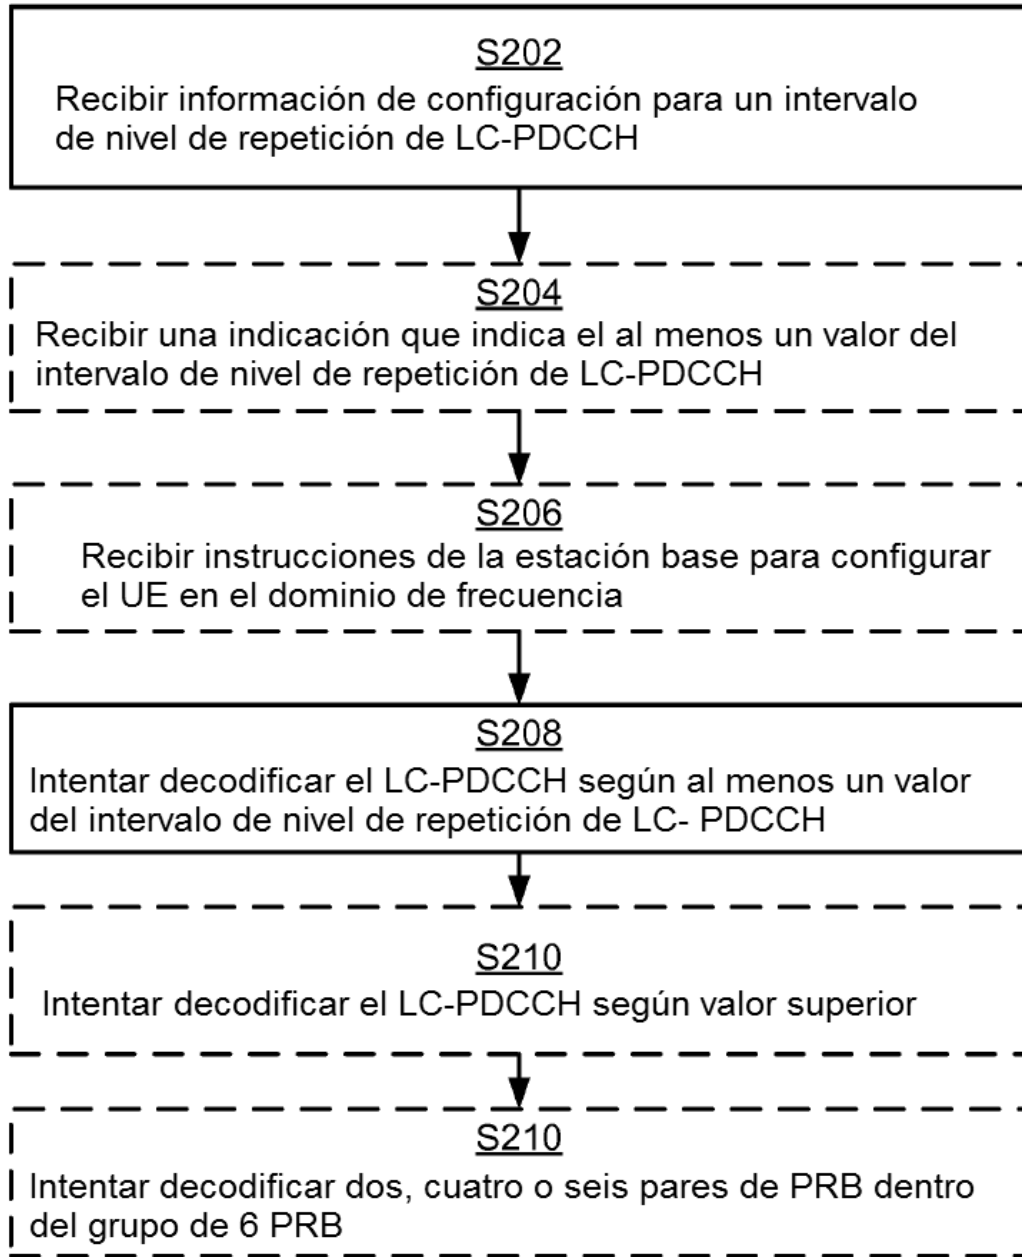 S202
Recibir información de configuración para un intervalo
de nivel de repetición de LC-PDCCH
S204
Recibir una indicación que indica el al menos un valor del
intervalo de nivel de repetición de LC-PDCCH
S206
Recibir instrucciones de la estación base para configurar
el UE en el dominio de frecuencia
S208
Intentar decodificar el LC-PDCCH según al menos un valor
del intervalo de nivel de repetición de LC- PDCCH
S210
Intentar decodificar el LC-PDCCH según valor superior
S210
Intentar decodificar dos, cuatro o seis pares de PRB dentro
del grupo de 6 PRB